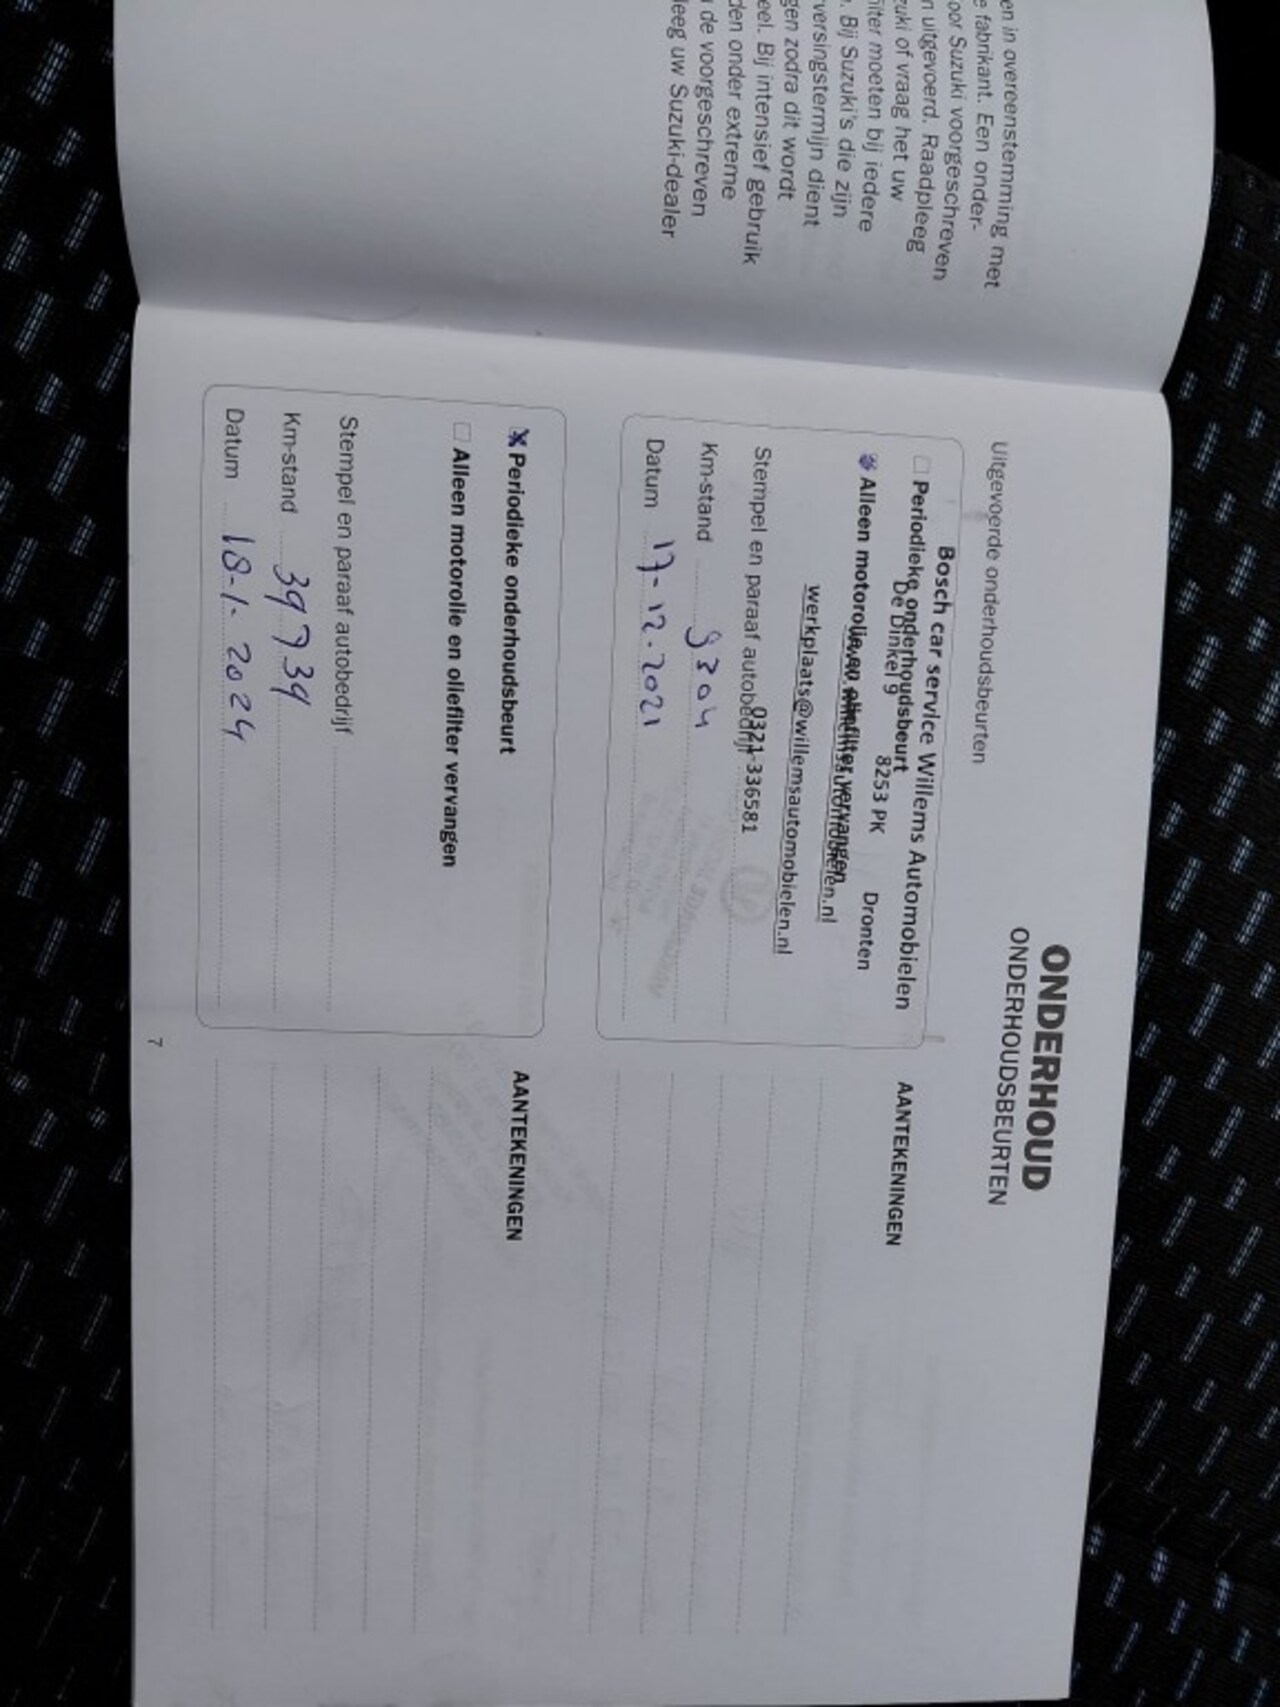 en in overeenstemming met
e fabrikant. Een onder-
oor Suzuki voorgeschreven
n uitgevoerd. Raadpleeg
zuki of vraag het uw
filter moeten bij iedere
. Bij Suzuki's die zijn
versingstermijn dient
gen zodra dit wordt
eel. Bij intensief gebruik
den onder extreme
de voorgeschreven
leeg uw Suzuki-dealer
ONDERHOUD
ONDERHOUDSBEURTEN
Uitgevoerde onderhoudsbeurten
Bosch car service Willems Automobielen
Periodieke onderhoudsbeurt
De Dinkel 9 8253 PK Dronten
Alleen motorolie en oliefilter vervangen
www.willemsautomobielen.nl
werkplaats@willemsautomobielen.nl
0321-336581
Stempel en paraaf autobedrijf
Km-stand 9304
Datum 17-12-2021
AANTEKENINGEN
Periodieke onderhoudsbeurt
Alleen motorolie en oliefilter vervangen
Stempel en paraaf autobedrijf
Km-stand 39739
Datum 18-1-2024
AANTEKENINGEN
7